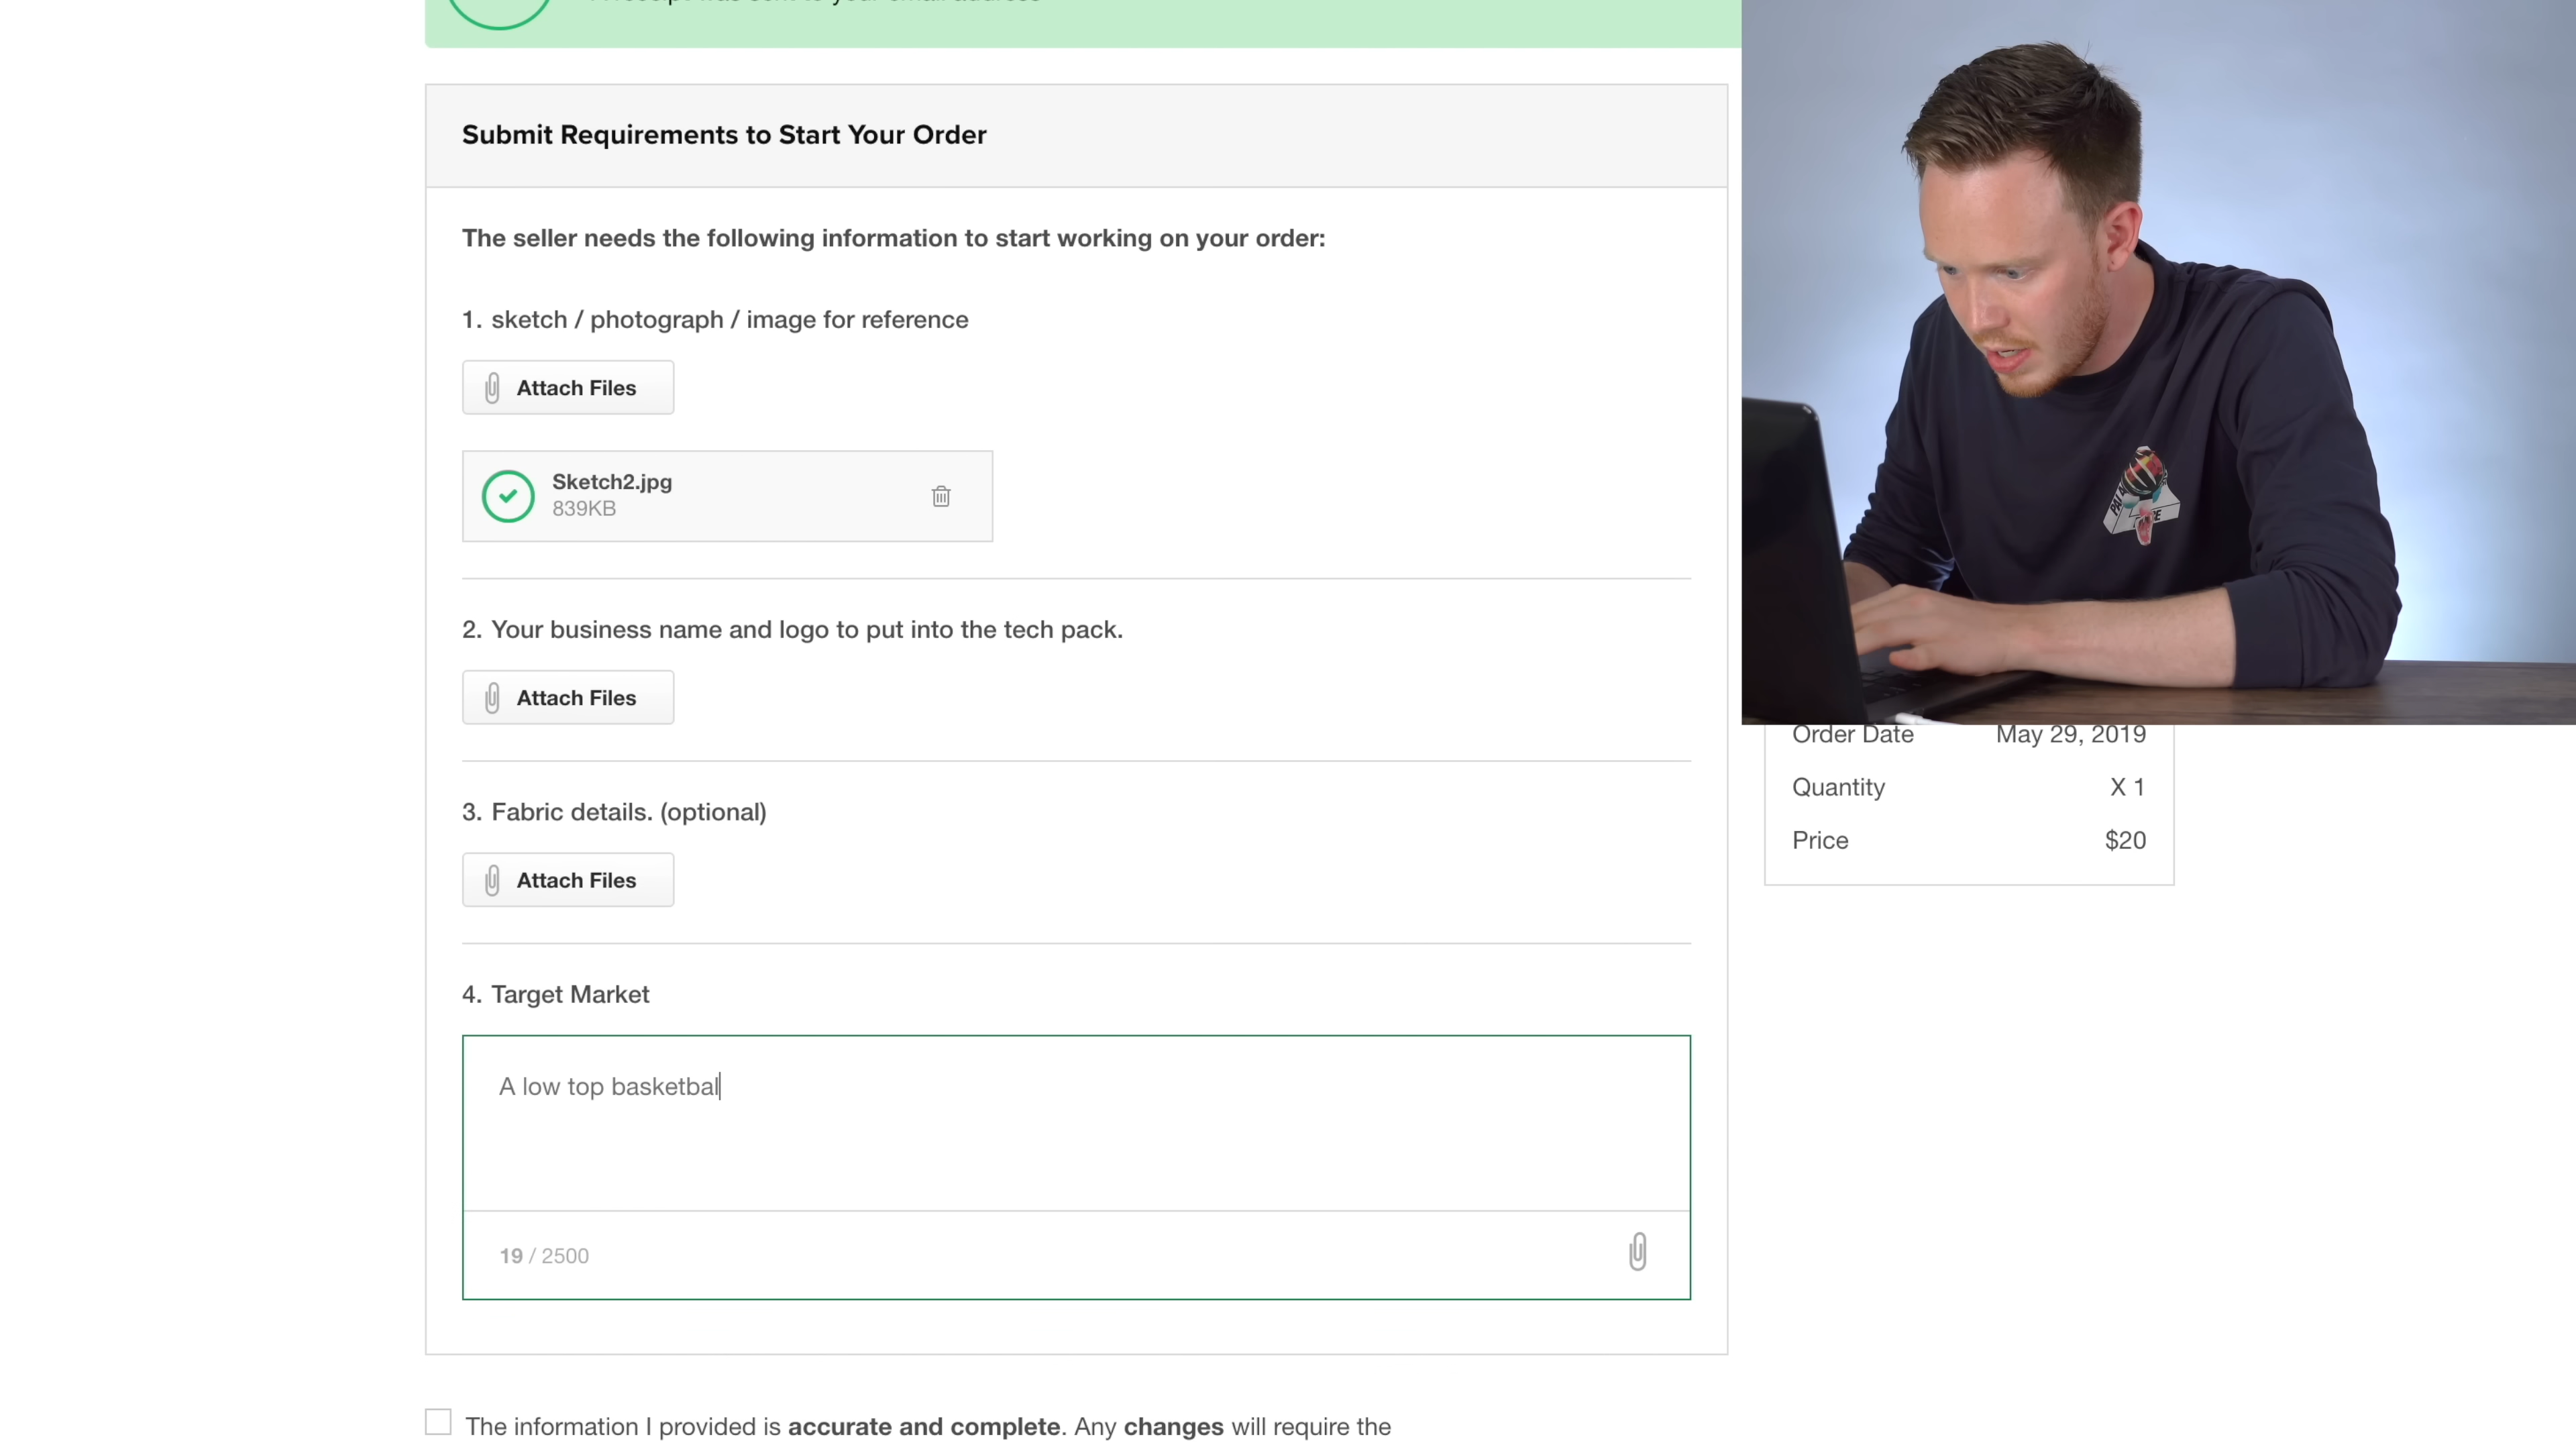 Submit Requirements to Start Your Order
The seller needs the following information to start working on your order:
1. sketch / photograph / image for reference
Attach Files
Sketch2.jpg
839KB
2. Your business name and logo to put into the tech pack.
Attach Files
3. Fabric details. (optional)
Attach Files
4. Target Market
A low top basketbal
19 / 2500
The information I provided is accurate and complete. Any changes will require the
Order Date May 29, 2019
Quantity X 1
Price $20